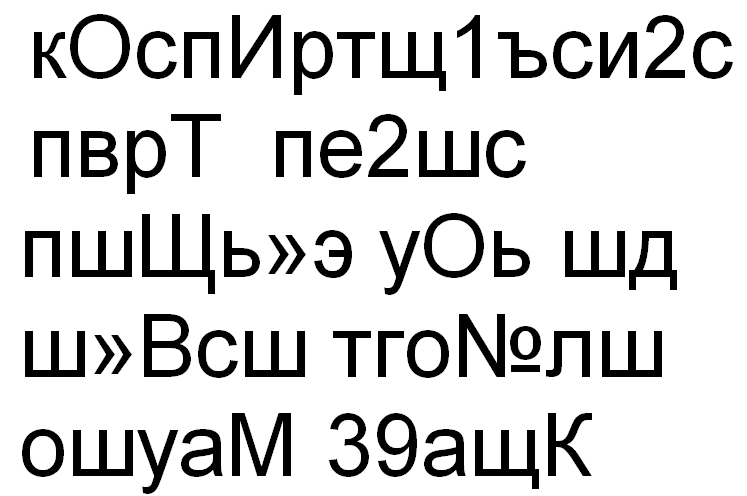 кОспИртщ1ъси2с
пврТ  пе2шс
пшЩь»э уОь шд
ш»Всш тго№лш
ошуаМ 39ащК